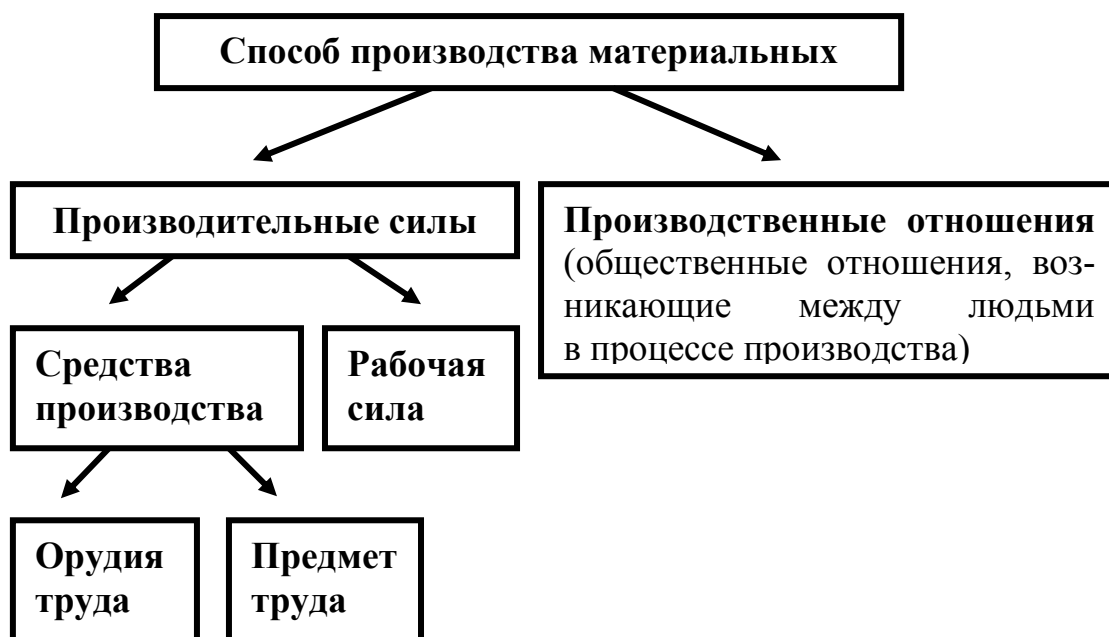 Способ производства материальных
Производительные силы
Производственные отношения
(общественные отношения, воз-
никающие между людьми
в процессе производства)
Средства
производства
Рабочая
сила
Орудия
труда
Предмет
труда